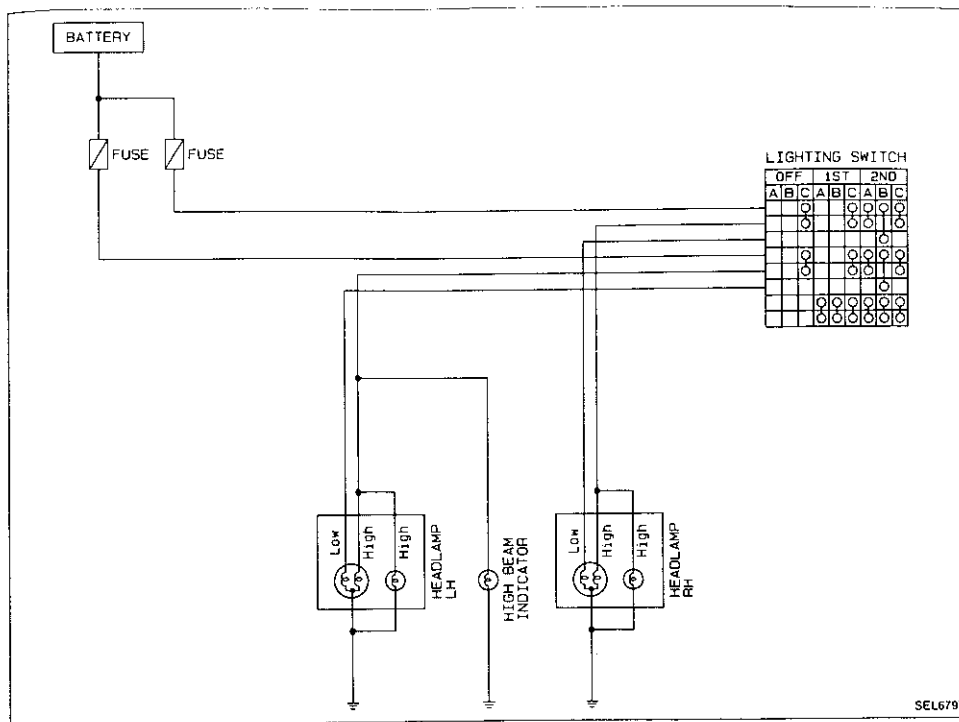 BATTERY
FUSE
FUSE
LIGHTING SWITCH
OFF 1ST 2ND
A B C A B C A B C
Low
High
High
HEADLAMP
LH
HIGH BEAM
INDICATOR
Low
High
High
HEADLAMP
RH
SEL679